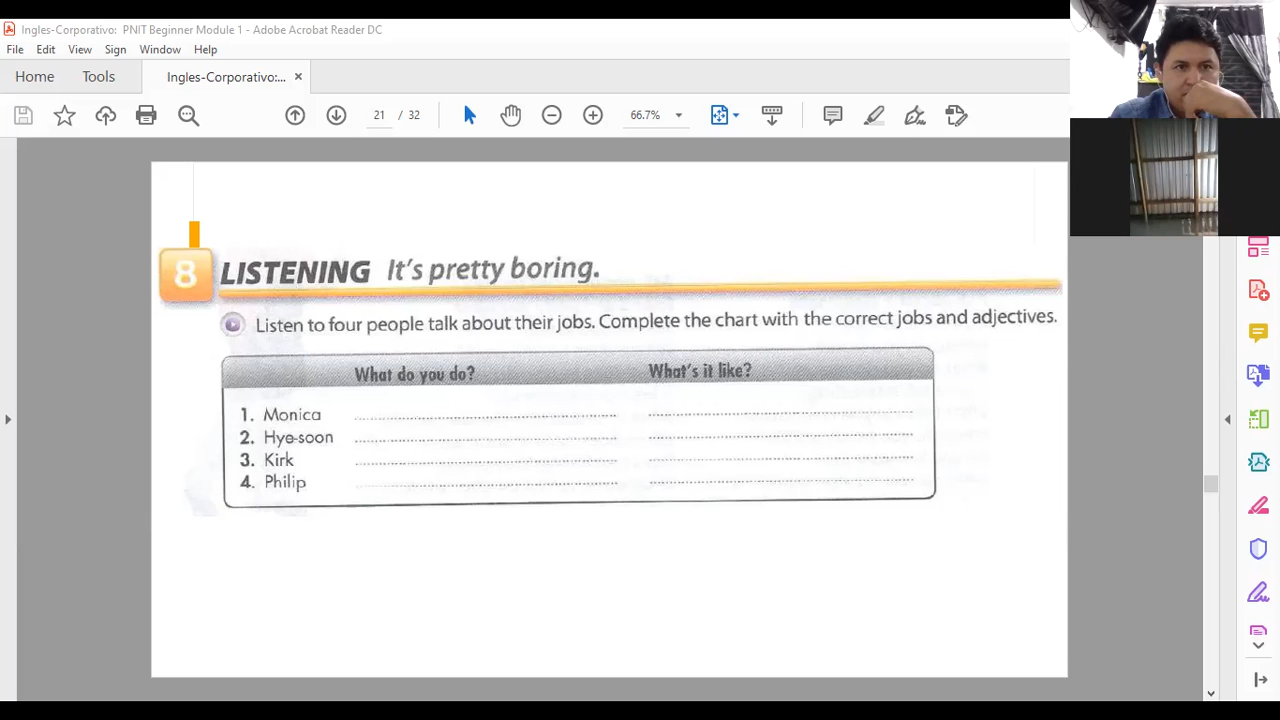 Ingles-Corporativo: PNIT Beginner Module 1 - Adobe Acrobat Reader DC
File Edit View Sign Window Help
Home Tools Ingles-Corporativo:... ×
21 / 32 66.7%
8 LISTENING It's pretty boring.
Listen to four people talk about their jobs. Complete the chart with the correct jobs and adjectives.
What do you do? What's it like?
1. Monica
2. Hye-soon
3. Kirk
4. Philip